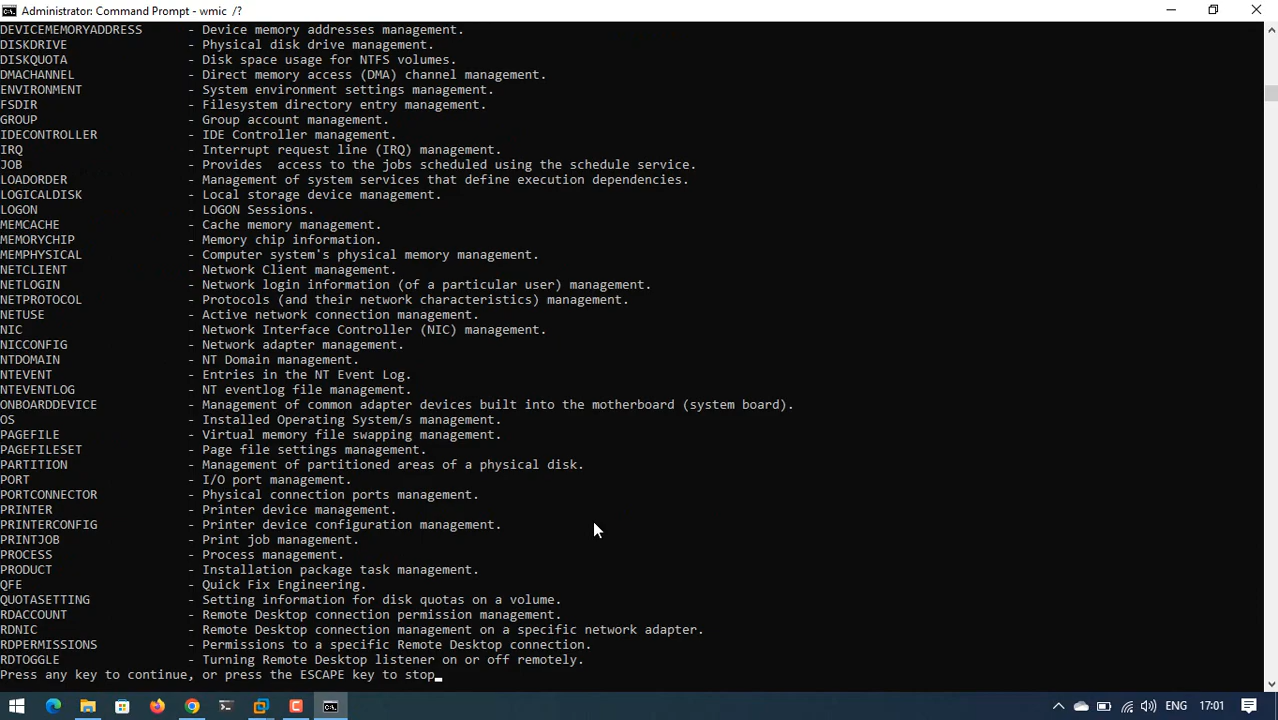 Administrator: Command Prompt - wmic /?
DEVICEMEMORYADDRESS - Device memory addresses management.
DISKDRIVE - Physical disk drive management.
DISKQUOTA - Disk space usage for NTFS volumes.
DMACHANNEL - Direct memory access (DMA) channel management.
ENVIRONMENT - System environment settings management.
FSDIR - Filesystem directory entry management.
GROUP - Group account management.
IDECONTROLLER - IDE Controller management.
IRQ - Interrupt request line (IRQ) management.
JOB - Provides  access to the jobs scheduled using the schedule service.
LOADORDER - Management of system services that define execution dependencies.
LOGICALDISK - Local storage device management.
LOGON - LOGON Sessions.
MEMCACHE - Cache memory management.
MEMORYCHIP - Memory chip information.
MEMPHYSICAL - Computer system's physical memory management.
NETCLIENT - Network Client management.
NETLOGIN - Network login information (of a particular user) management.
NETPROTOCOL - Protocols (and their network characteristics) management.
NETUSE - Active network connection management.
NIC - Network Interface Controller (NIC) management.
NICCONFIG - Network adapter management.
NTDOMAIN - NT Domain management.
NTEVENT - Entries in the NT Event Log.
NTEVENTLOG - NT eventlog file management.
ONBOARDDEVICE - Management of common adapter devices built into the motherboard (system board).
OS - Installed Operating System/s management.
PAGEFILE - Virtual memory file swapping management.
PAGEFILESET - Page file settings management.
PARTITION - Management of partitioned areas of a physical disk.
PORT - I/O port management.
PORTCONNECTOR - Physical connection ports management.
PRINTER - Printer device management.
PRINTERCONFIG - Printer device configuration management.
PRINTJOB - Print job management.
PROCESS - Process management.
PRODUCT - Installation package task management.
QFE - Quick Fix Engineering.
QUOTASETTING - Setting information for disk quotas on a volume.
RDACCOUNT - Remote Desktop connection permission management.
RDNIC - Remote Desktop connection management on a specific network adapter.
RDPERMISSIONS - Permissions to a specific Remote Desktop connection.
RDTOGGLE - Turning Remote Desktop listener on or off remotely.
Press any key to continue, or press the ESCAPE key to stop_
ENG 17:01